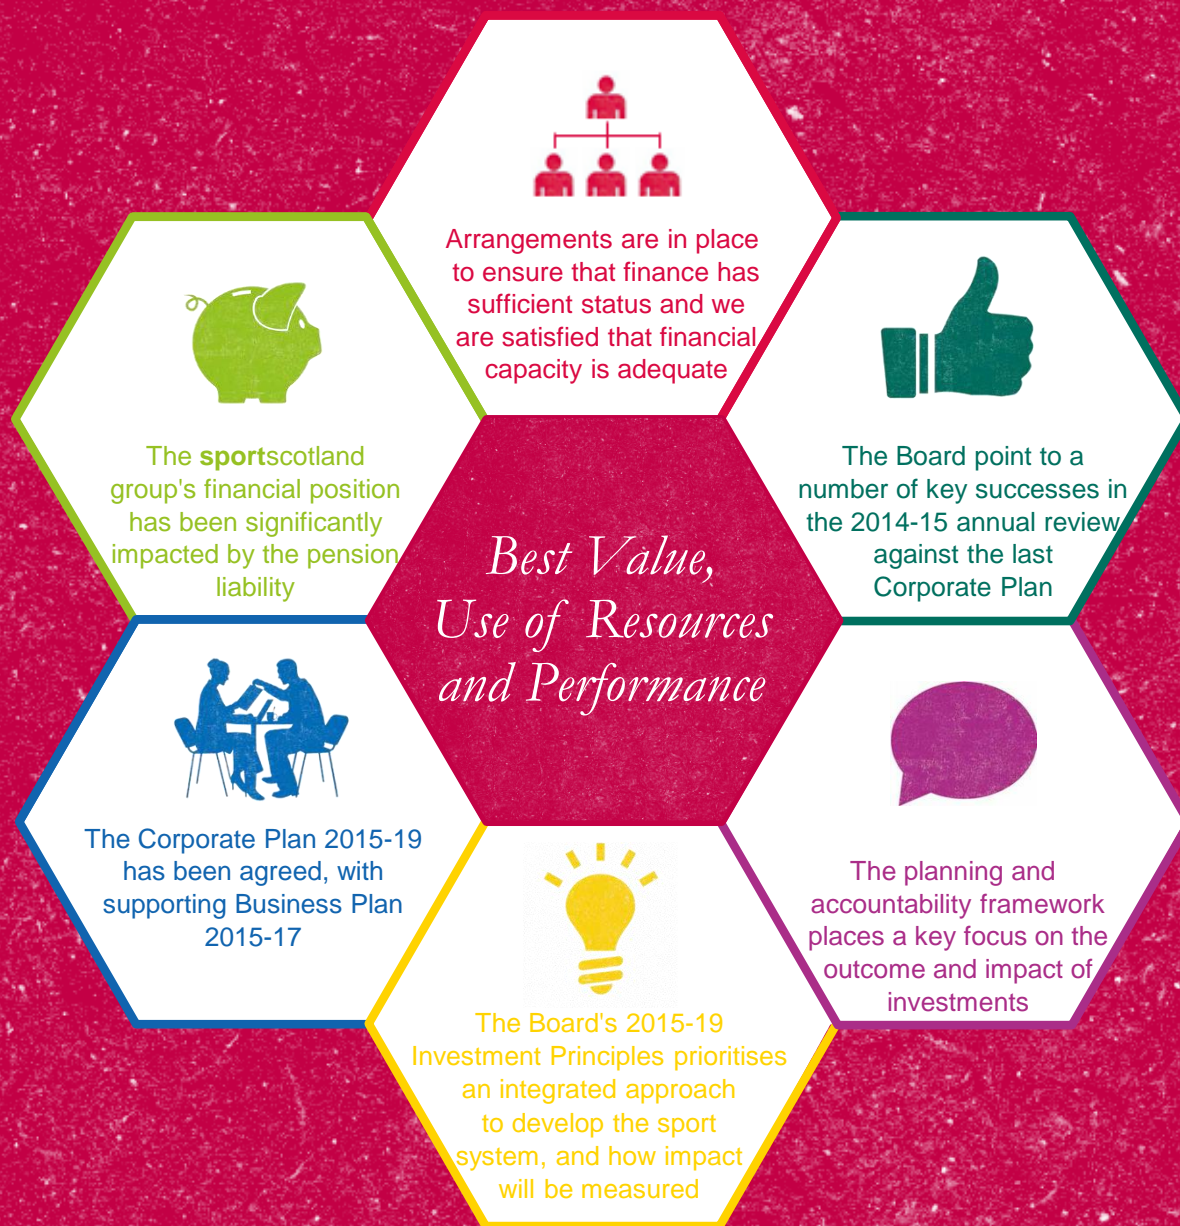 Arrangements are in place
to ensure that finance has
sufficient status and we
are satisfied that financial
capacity is adequate
The sportscotland
group's financial position
has been significantly
impacted by the pension
liability
The Board point to a
number of key successes in
the 2014-15 annual review
against the last
Corporate Plan
Best Value,
Use of Resources
and Performance
The Corporate Plan 2015-19
has been agreed, with
supporting Business Plan
2015-17
The planning and
accountability framework
places a key focus on the
outcome and impact of
investments
The Board's 2015-19
Investment Principles prioritises
an integrated approach
to develop the sport
system, and how impact
will be measured